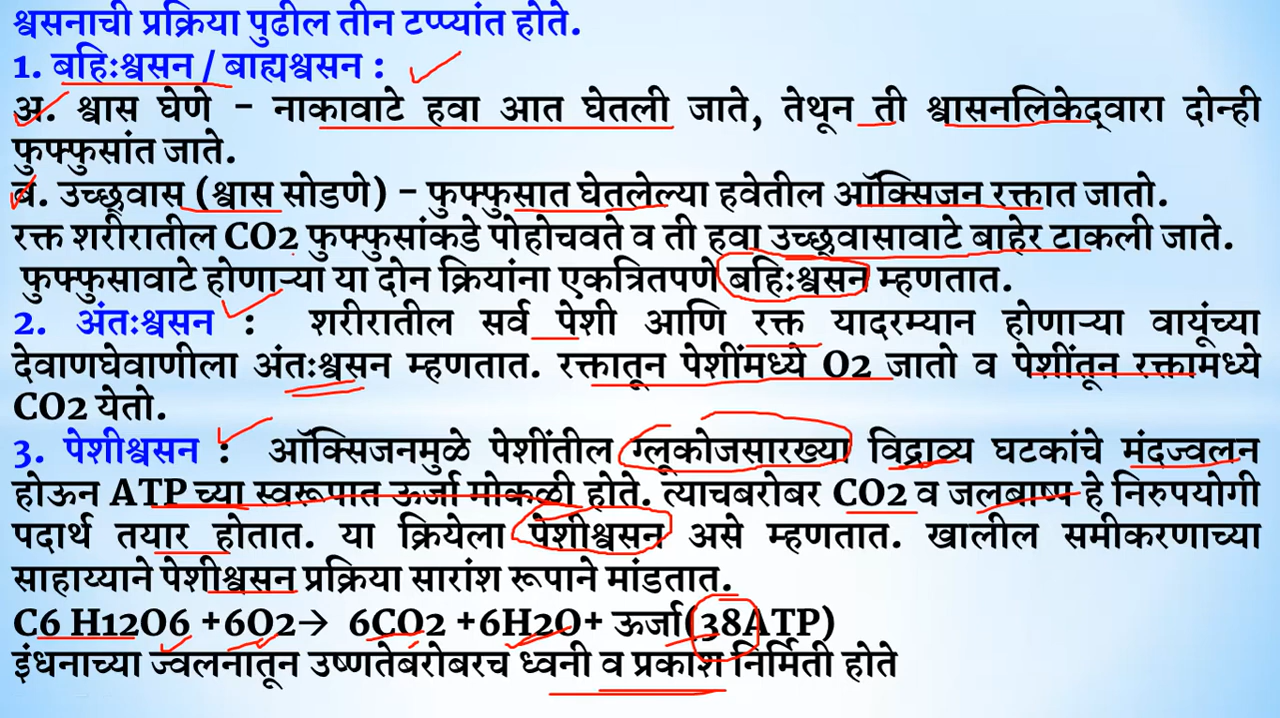 श्वसनाची प्रक्रिया पुढील तीन टप्प्यांत होते.
1. बहिःश्वसन / बाह्यश्वसन :
अ. श्वास घेणे - नाकावाटे हवा आत घेतली जाते, तेथून ती श्वासनलिकेद्वारा दोन्ही
फुफ्फुसांत जाते.
ब. उच्छ्वास (श्वास सोडणे) - फुफ्फुसात घेतलेल्या हवेतील ऑक्सिजन रक्तात जातो.
रक्त शरीरातील CO2 फुफ्फुसांकडे पोहोचवते व ती हवा उच्छ्वासावाटे बाहेर टाकली जाते.
फुफ्फुसावाटे होणाऱ्या या दोन क्रियांना एकत्रितपणे बहिःश्वसन म्हणतात.
2. अंतःश्वसन : शरीरातील सर्व पेशी आणि रक्त यादरम्यान होणाऱ्या वायूंच्या
देवाणघेवाणीला अंतःश्वसन म्हणतात. रक्तातून पेशींमध्ये O2 जातो व पेशींतून रक्तामध्ये
CO2 येतो.
3. पेशीश्वसन : ऑक्सिजनमुळे पेशींतील ग्लूकोजसारख्या विद्राव्य घटकांचे मंदज्वलन
होऊन ATP च्या स्वरूपात ऊर्जा मोकळी होते. त्याचबरोबर CO2 व जलबाष्प हे निरुपयोगी
पदार्थ तयार होतात. या क्रियेला पेशीश्वसन असे म्हणतात. खालील समीकरणाच्या
साहाय्याने पेशीश्वसन प्रक्रिया सारांश रूपाने मांडतात.
C6 H12O6 +6O2→ 6CO2 +6H2O+ ऊर्जा(38ATP)
इंधनाच्या ज्वलनातून उष्णतेबरोबरच ध्वनी व प्रकाश निर्मिती होते